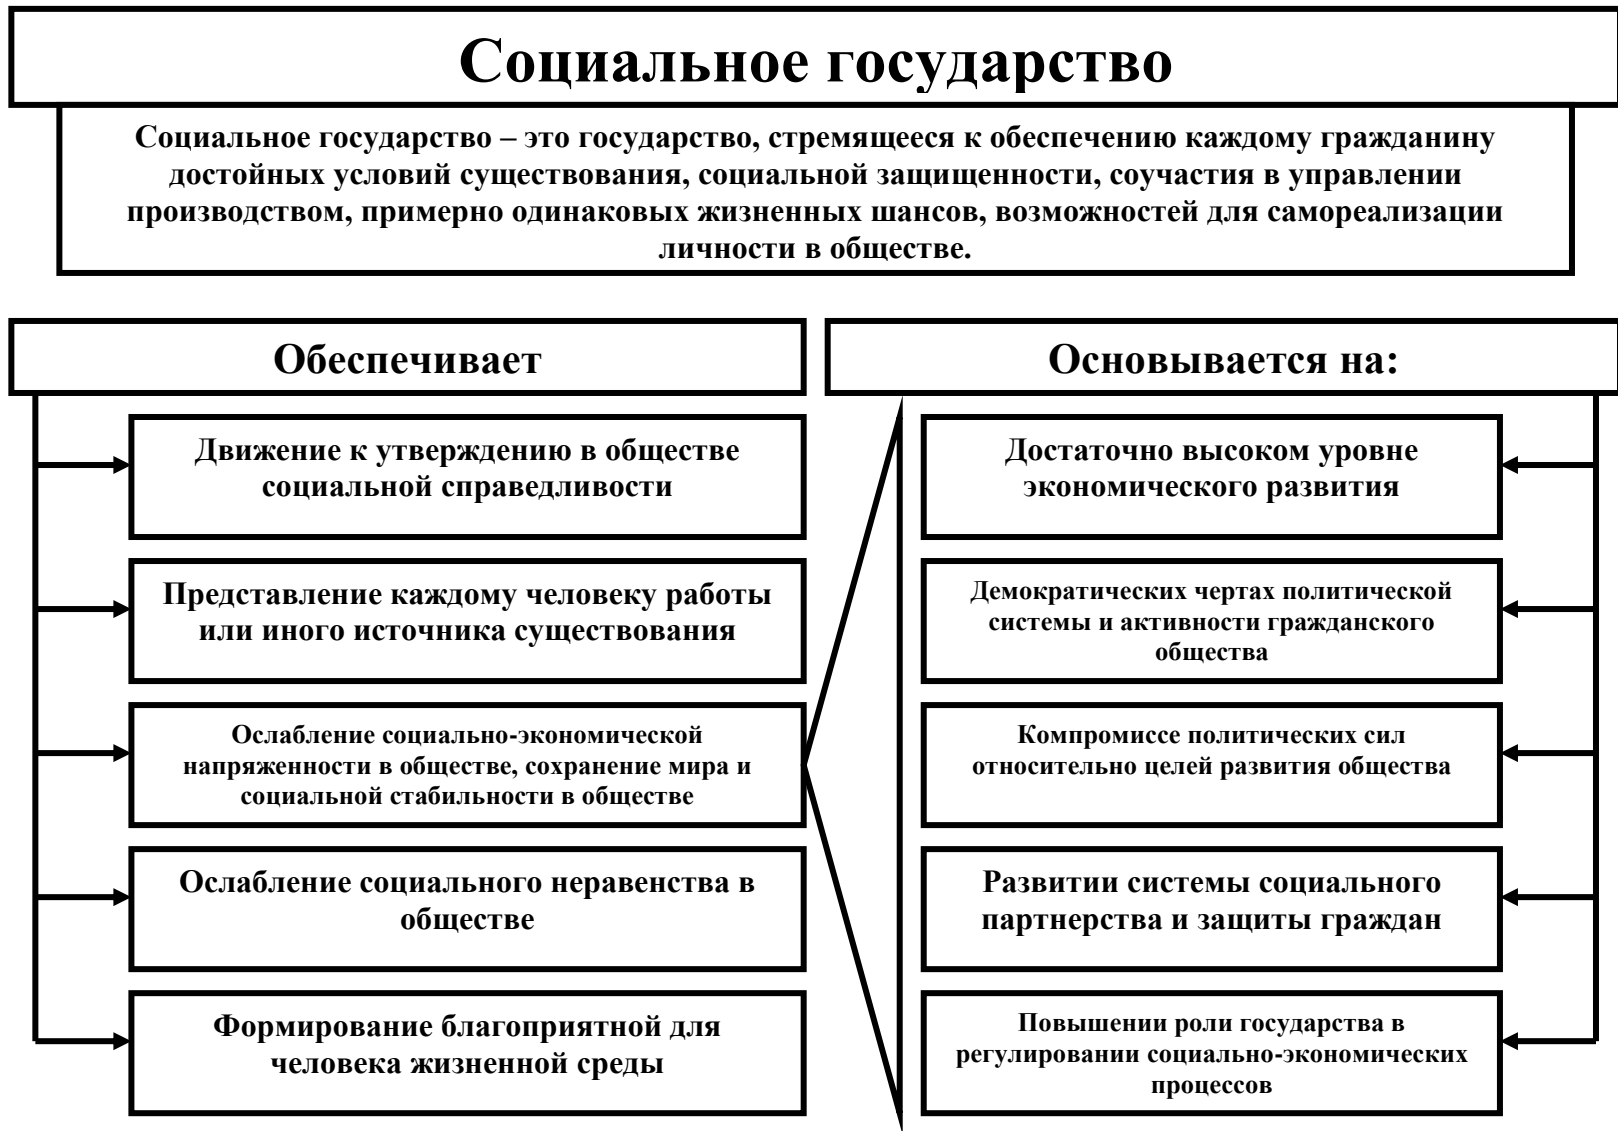 Социальное государство
Социальное государство – это государство, стремящееся к обеспечению каждому гражданину
достойных условий существования, социальной защищенности, соучастия в управлении
производством, примерно одинаковых жизненных шансов, возможностей для самореализации
личности в обществе.
Обеспечивает
Движение к утверждению в обществе
социальной справедливости
Представление каждому человеку работы
или иного источника существования
Ослабление социально-экономической
напряженности в обществе, сохранение мира и
социальной стабильности в обществе
Ослабление социального неравенства в
обществе
Формирование благоприятной для
человека жизненной среды
Основывается на:
Достаточно высоком уровне
экономического развития
Демократических чертах политической
системы и активности гражданского
общества
Компромиссе политических сил
относительно целей развития общества
Развитии системы социального
партнерства и защиты граждан
Повышении роли государства в
регулировании социально-экономических
процессов